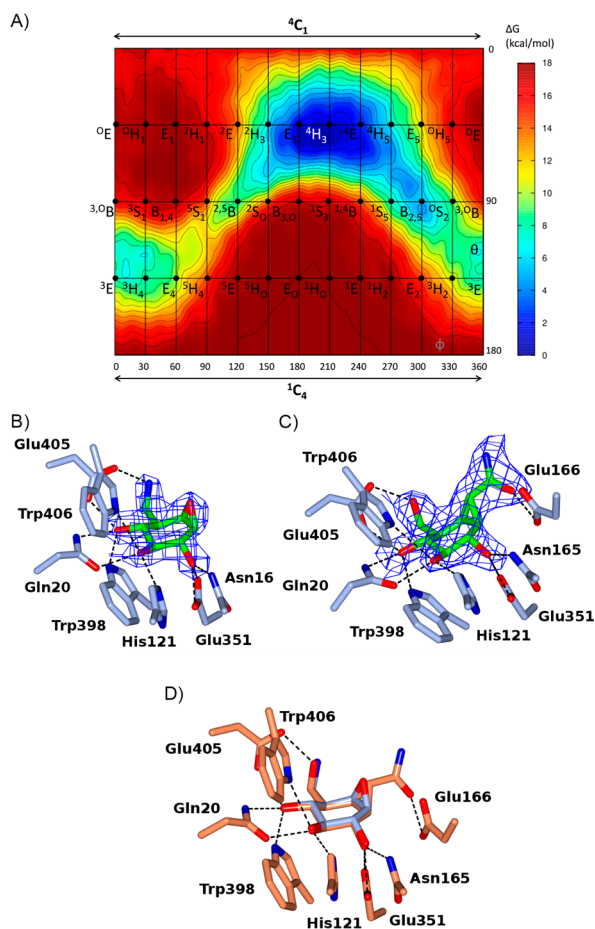 A)
⁴C₁
ΔG
(kcal/mol)
0
18
16
14
12
10
8
6
4
2
0
ᴼE ᴼH₁ E₁ ²H₁ ²E ²H₃ E₃ ⁴H₃ ⁴E ⁴H₅ E₅ ᴼH₅ ᴼE
90
³,ᴼB ³S₁ B₁,₄ ⁵S₁ ²,⁵B ²Sₒ B₃,ₒ ¹S₃ ¹,⁴B ¹S₅ B₂,₅ ᴼS₂ ³,ᴼB
θ
³E ³H₄ E₄ ⁵H₄ ⁵E ⁵Hₒ Eₒ ¹Hₒ ¹E ¹H₂ E₂ ³H₂ ³E
ϕ
180
0 30 60 90 120 150 180 210 240 270 300 330 360
¹C₄
B)
Glu405
Trp406
Gln20
Trp398
His121
Asn16
Glu351
C)
Trp406
Glu166
Glu405
Asn165
Gln20
Trp398
His121
Glu351
D)
Trp406
Glu405
Gln20
Glu166
Trp398
Asn165
His121
Glu351